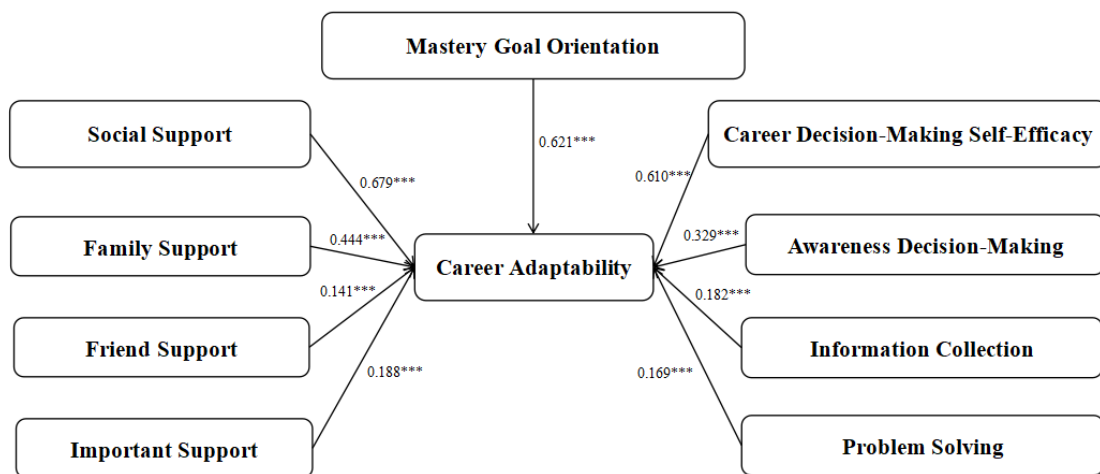 Mastery Goal Orientation
Social Support
Career Decision-Making Self-Efficacy
0.621***
0.679***
0.610***
Family Support
0.444***
Career Adaptability
0.329***
Awareness Decision-Making
0.141***
0.182***
Friend Support
Information Collection
0.188***
0.169***
Important Support
Problem Solving